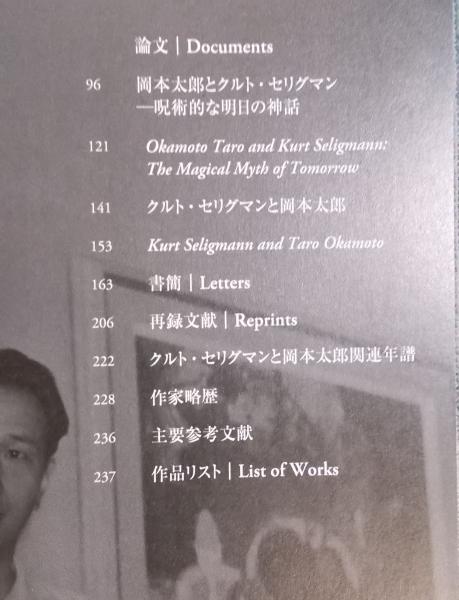 論文 | Documents
96 岡本太郎とクルト・セリグマン
—呪術的な明日の神話
121 Okamoto Taro and Kurt Seligmann:
The Magical Myth of Tomorrow
141 クルト・セリグマンと岡本太郎
153 Kurt Seligmann and Taro Okamoto
163 書簡 | Letters
206 再録文献 | Reprints
222 クルト・セリグマンと岡本太郎関連年譜
228 作家略歴
236 主要参考文献
237 作品リスト | List of Works